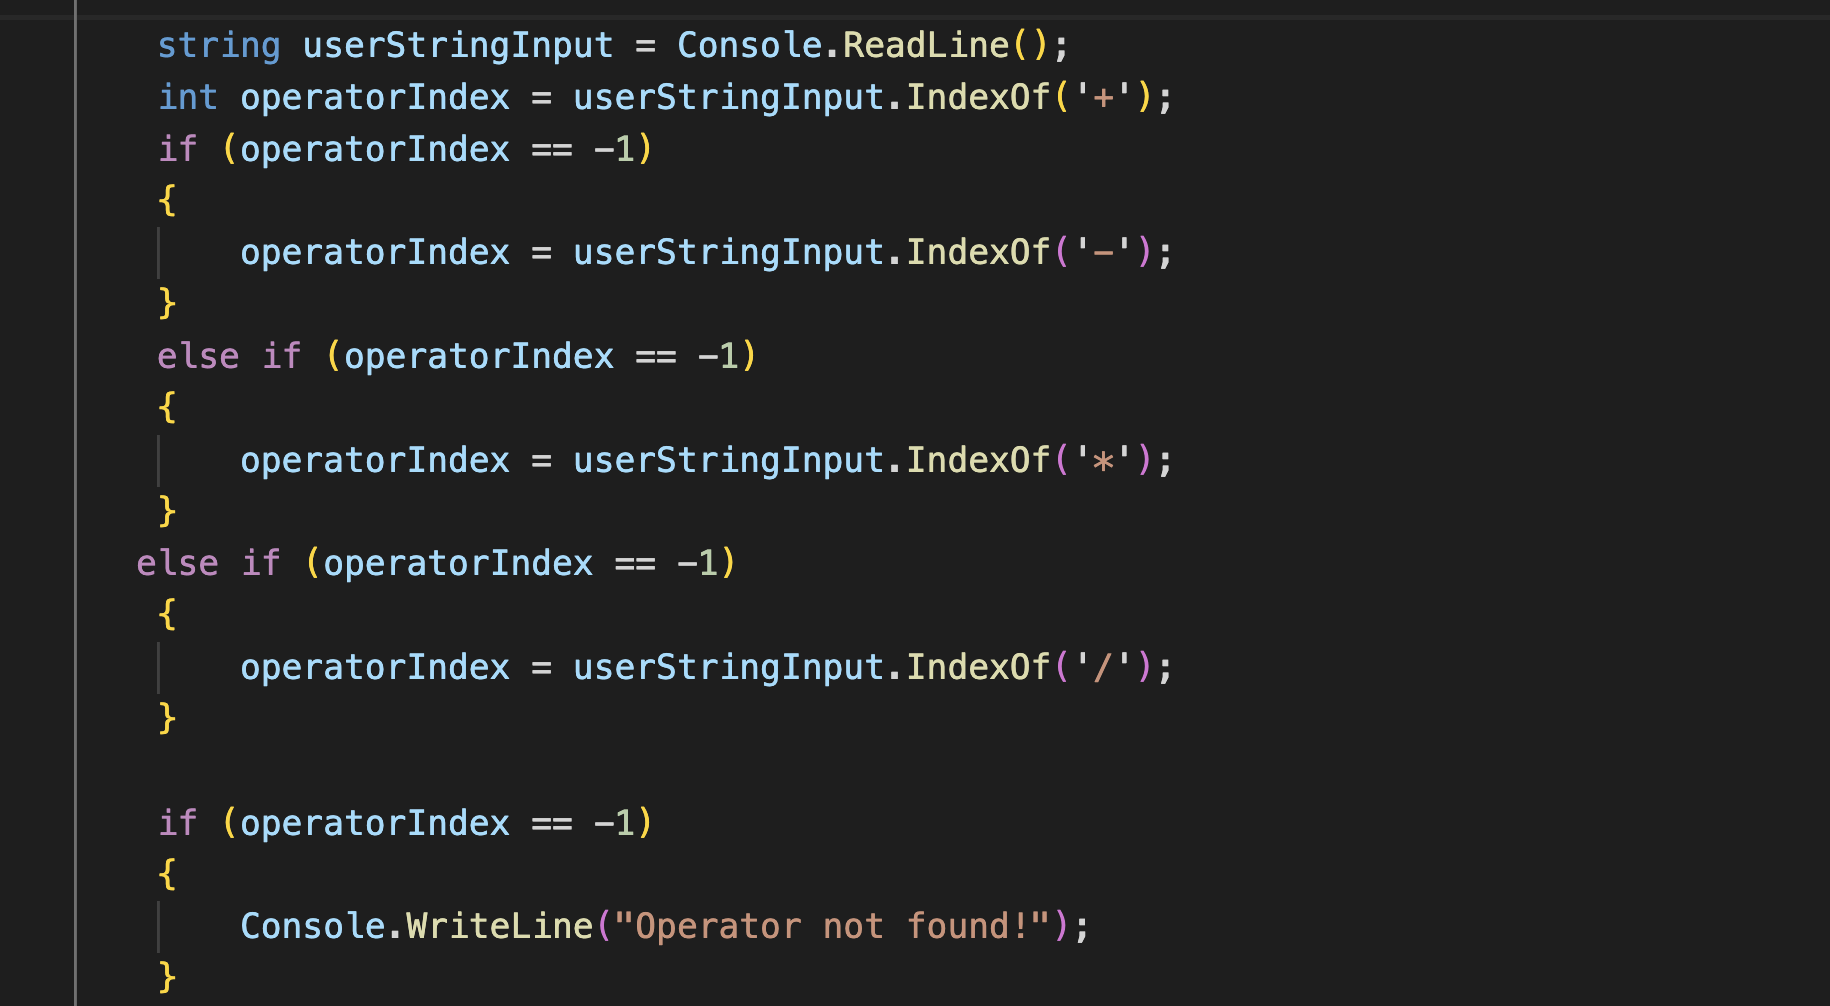 string userStringInput = Console.ReadLine();
int operatorIndex = userStringInput.IndexOf('+');
if (operatorIndex == -1)
{
    operatorIndex = userStringInput.IndexOf('-');
}
else if (operatorIndex == -1)
{
    operatorIndex = userStringInput.IndexOf('*');
}
else if (operatorIndex == -1)
{
    operatorIndex = userStringInput.IndexOf('/');
}
if (operatorIndex == -1)
{
    Console.WriteLine("Operator not found!");
}